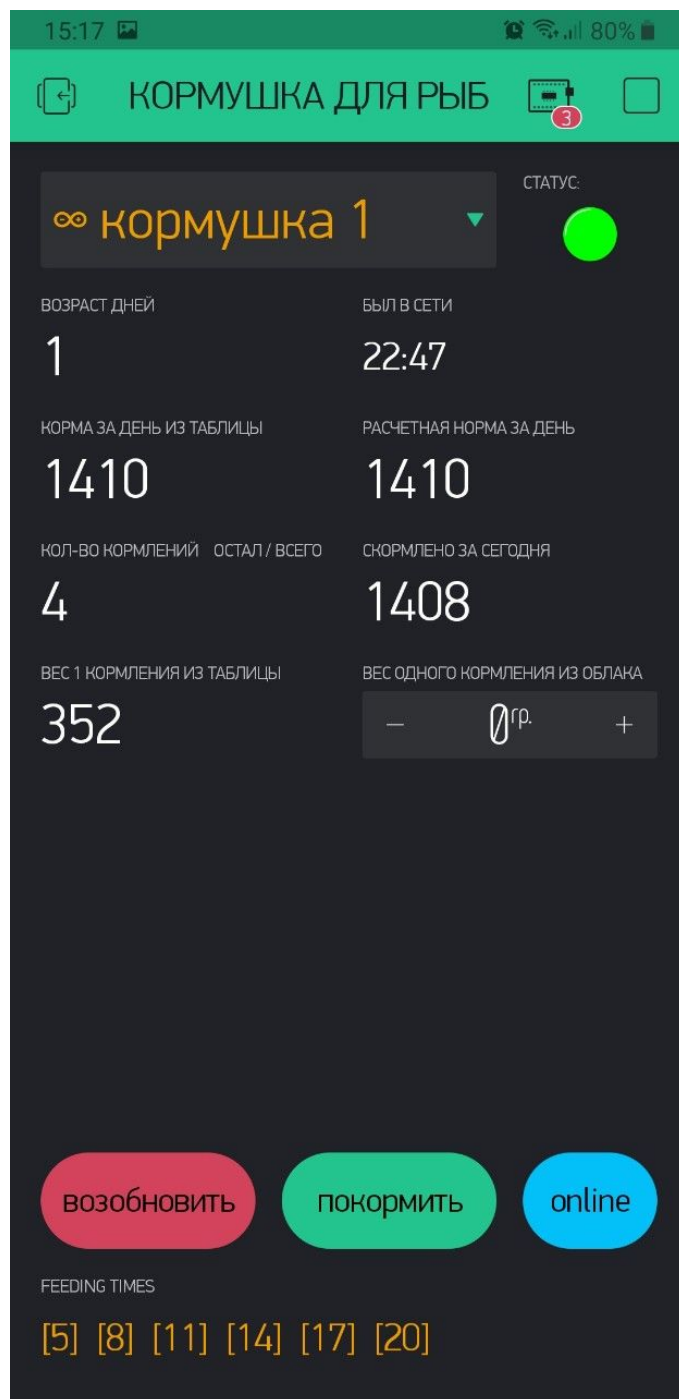 15:17 80%
КОРМУШКА ДЛЯ РЫБ 3
∞ кормушка 1
СТАТУС:
ВОЗРАСТ ДНЕЙ БЫЛ В СЕТИ
1 22:47
КОРМА ЗА ДЕНЬ ИЗ ТАБЛИЦЫ РАСЧЕТНАЯ НОРМА ЗА ДЕНЬ
1410 1410
КОЛ-ВО КОРМЛЕНИЙ ОСТАЛ / ВСЕГО СКОРМЛЕНО ЗА СЕГОДНЯ
4 1408
ВЕС 1 КОРМЛЕНИЯ ИЗ ТАБЛИЦЫ ВЕС ОДНОГО КОРМЛЕНИЯ ИЗ ОБЛАКА
352 − 0гр. +
возобновить покормить online
FEEDING TIMES
[5] [8] [11] [14] [17] [20]